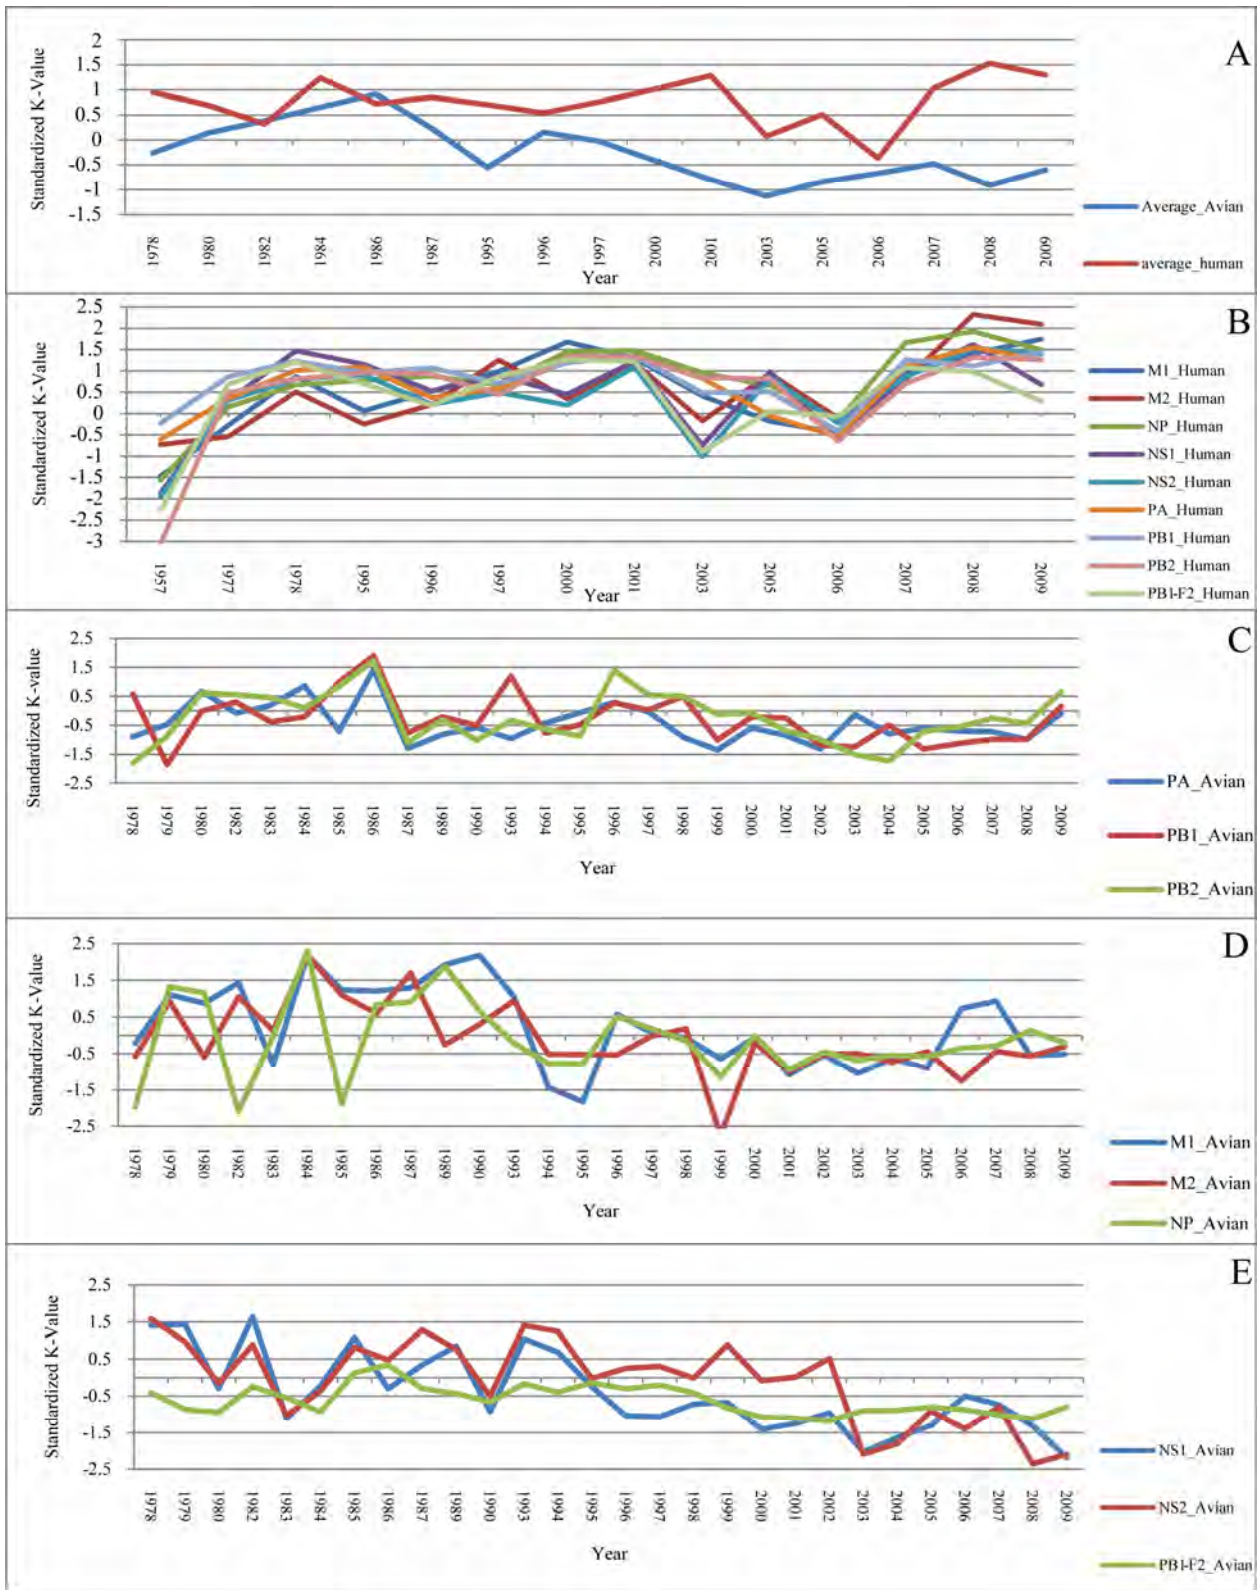 A
Standardized K-Value
2
1.5
1
0.5
0
-0.5
-1
-1.5
1978 1980 1982 1984 1986 1987 1995 1996 1997 2000 2001 2003 2005 2006 2007 2008 2009
Year
Average_Avian
average_human
B
Standardized K-Value
2.5
2
1.5
1
0.5
0
-0.5
-1
-1.5
-2
-2.5
-3
1957 1977 1978 1995 1996 1997 2000 2001 2003 2005 2006 2007 2008 2009
Year
M1_Human
M2_Human
NP_Human
NS1_Human
NS2_Human
PA_Human
PB1_Human
PB2_Human
PB1-F2_Human
C
Standardized K-value
2.5
1.5
0.5
-0.5
-1.5
-2.5
1978 1979 1980 1982 1983 1984 1985 1986 1987 1989 1990 1993 1994 1995 1996 1997 1998 1999 2000 2001 2002 2003 2004 2005 2006 2007 2008 2009
Year
PA_Avian
PB1_Avian
PB2_Avian
D
Standardized K-Value
2.5
1.5
0.5
-0.5
-1.5
-2.5
1978 1979 1980 1982 1983 1984 1985 1986 1987 1989 1990 1993 1994 1995 1996 1997 1998 1999 2000 2001 2002 2003 2004 2005 2006 2007 2008 2009
Year
M1_Avian
M2_Avian
NP_Avian
E
Standardized K-Value
2.5
1.5
0.5
-0.5
-1.5
-2.5
1978 1979 1980 1982 1983 1984 1985 1986 1987 1989 1990 1993 1994 1995 1996 1997 1998 1999 2000 2001 2002 2003 2004 2005 2006 2007 2008 2009
Year
NS1_Avian
NS2_Avian
PB1-F2_Avian